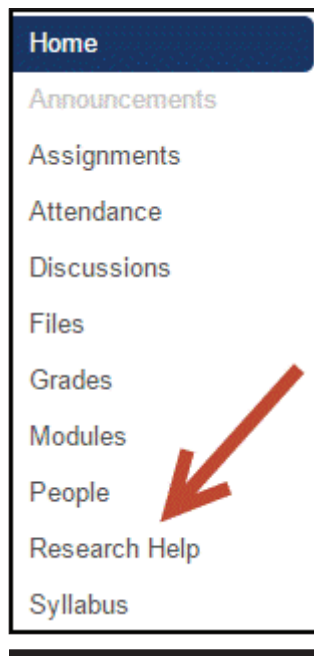 Home
Announcements
Assignments
Attendance
Discussions
Files
Grades
Modules
People
Research Help
Syllabus